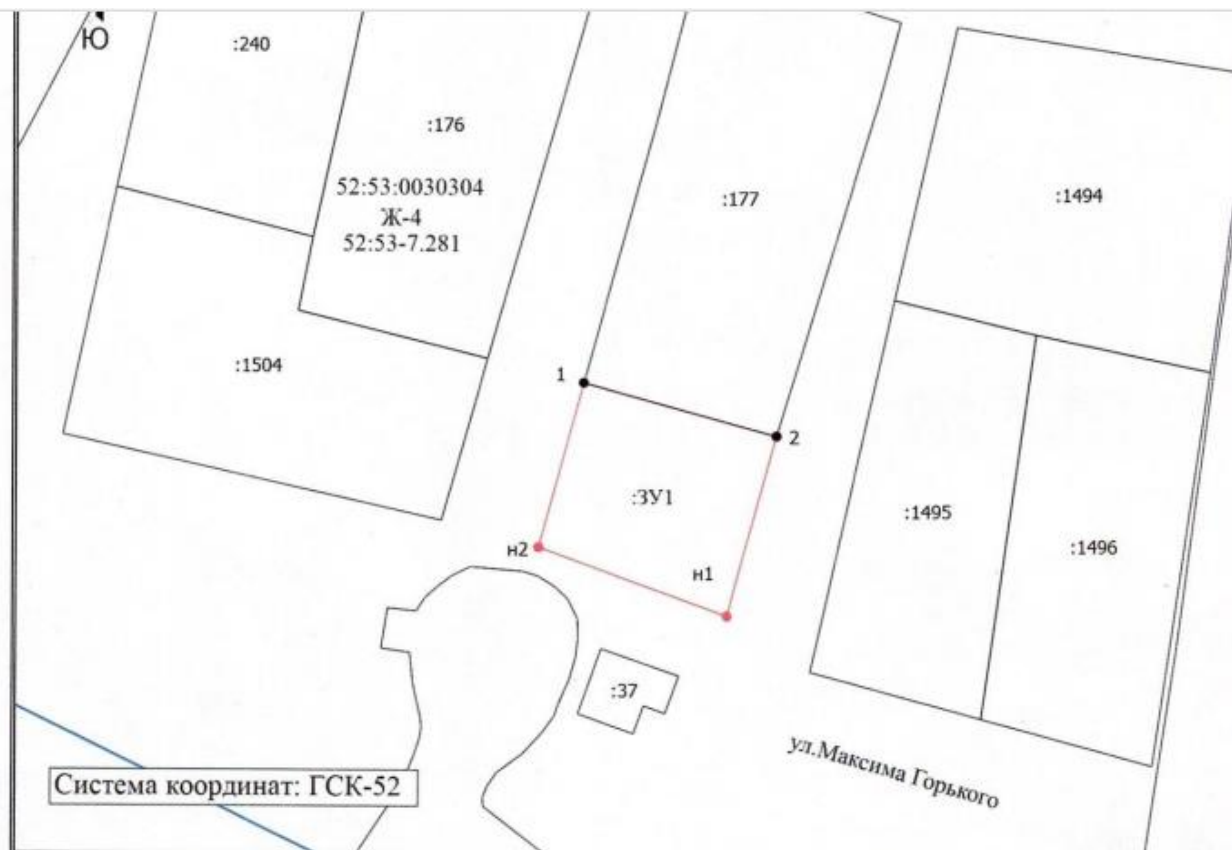 Ю
:240
:176
52:53:0030304
Ж-4
52:53-7.281
:177
:1494
:1504
1
2
:ЗУ1
н2
н1
:1495
:1496
:37
ул.Максима Горького
Система координат: ГСК-52